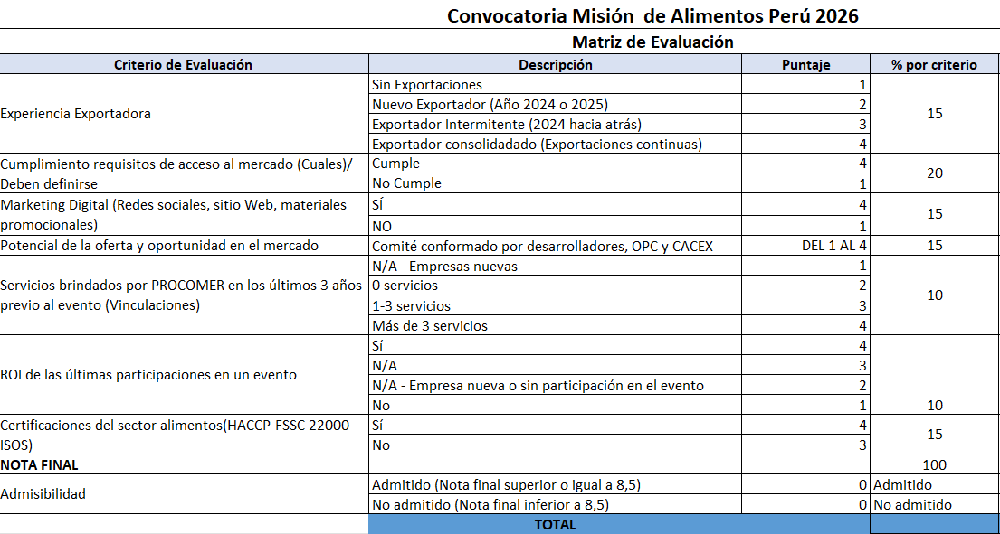 Convocatoria Misión de Alimentos Perú 2026
Matriz de Evaluación
Criterio de Evaluación Descripción Puntaje % por criterio
Experiencia Exportadora
Sin Exportaciones 1
Nuevo Exportador (Año 2024 o 2025) 2
Exportador Intermitente (2024 hacia atrás) 3
Exportador consolidadado (Exportaciones continuas) 4
15
Cumplimiento requisitos de acceso al mercado (Cuales)/
Deben definirse
Cumple 4
No Cumple 1
20
Marketing Digital (Redes sociales, sitio Web, materiales
promocionales)
SÍ 4
NO 1
15
Potencial de la oferta y oportunidad en el mercado Comité conformado por desarrolladores, OPC y CACEX DEL 1 AL 4 15
Servicios brindados por PROCOMER en los últimos 3 años
previo al evento (Vinculaciones)
N/A - Empresas nuevas 1
0 servicios 2
1-3 servicios 3
Más de 3 servicios 4
10
ROI de las últimas participaciones en un evento
Sí 4
N/A 3
N/A - Empresa nueva o sin participación en el evento 2
No 1
10
Certificaciones del sector alimentos(HACCP-FSSC 22000-
ISOS)
Sí 4
No 3
15
NOTA FINAL 100
Admisibilidad
Admitido (Nota final superior o igual a 8,5) 0 Admitido
No admitido (Nota final inferior a 8,5) 0 No admitido
TOTAL